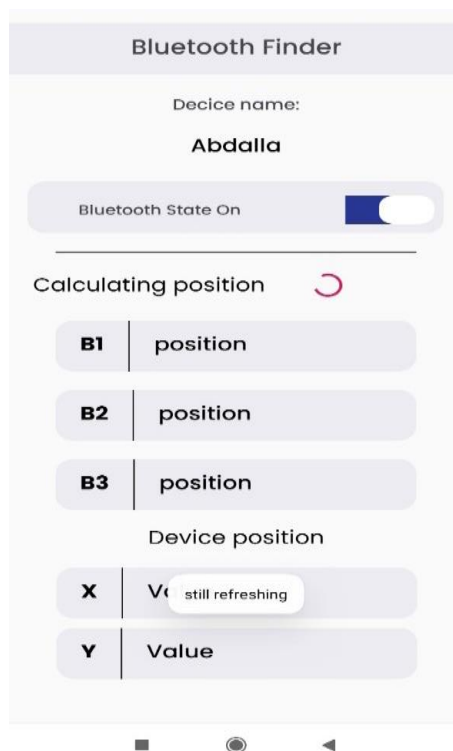 Bluetooth Finder
Decice name:
Abdalla
Bluetooth State On
Calculating position
B1 position
B2 position
B3 position
Device position
X
still refreshing
Y Value